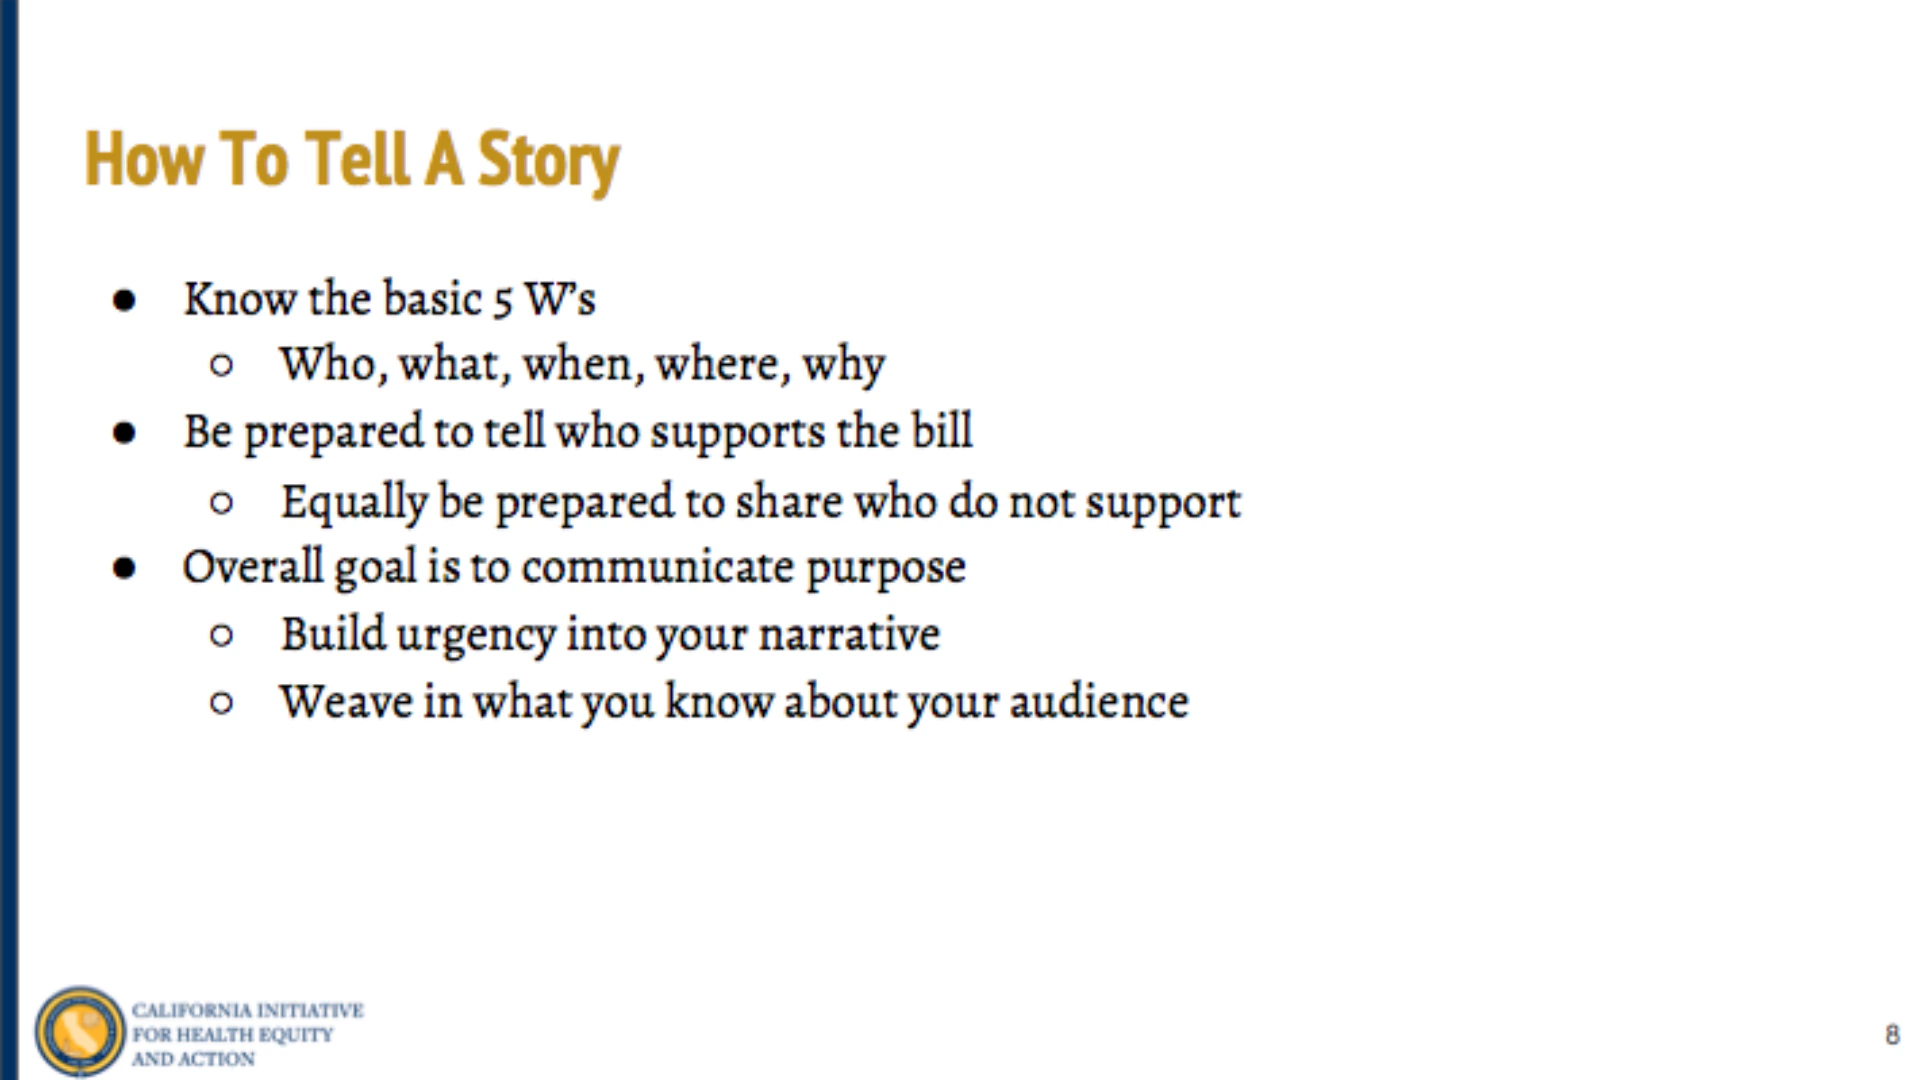 How To Tell A Story
● Know the basic 5 W's
○ Who, what, when, where, why
● Be prepared to tell who supports the bill
○ Equally be prepared to share who do not support
● Overall goal is to communicate purpose
○ Build urgency into your narrative
○ Weave in what you know about your audience
CALIFORNIA INITIATIVE
FOR HEALTH EQUITY
AND ACTION
8